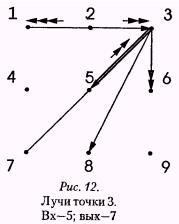 1 2 3
4 5 6
7 8 9
Рис. 12.
Лучи точки 3.
Вх—5; вых—7